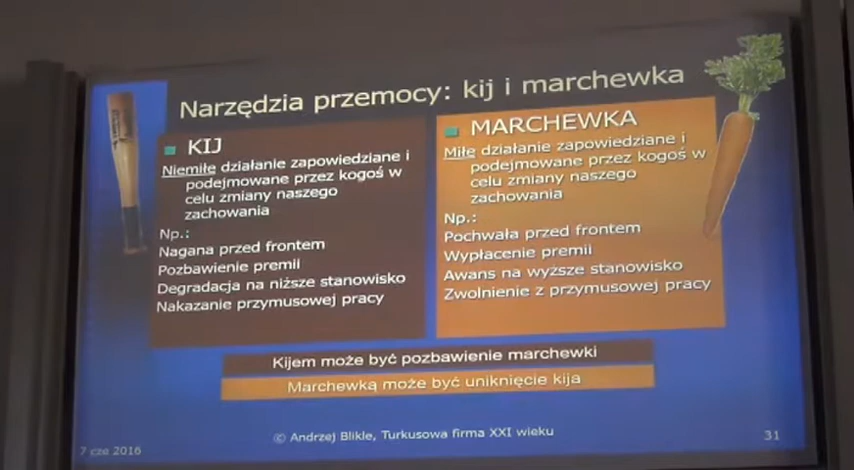 Narzędzia przemocy: kij i marchewka
KIJ
Niemiłe działanie zapowiedziane i
podejmowane przez kogoś w
celu zmiany naszego
zachowania
Np.:
Nagana przed frontem
Pozbawienie premii
Degradacja na niższe stanowisko
Nakazanie przymusowej pracy
MARCHEWKA
Miłe działanie zapowiedziane i
podejmowane przez kogoś w
celu zmiany naszego
zachowania
Np.:
Pochwała przed frontem
Wypłacenie premii
Awans na wyższe stanowisko
Zwolnienie z przymusowej pracy
Kijem może być pozbawienie marchewki
Marchewką może być uniknięcie kija
7 cze 2016
© Andrzej Blikle, Turkusowa firma XXI wieku
31